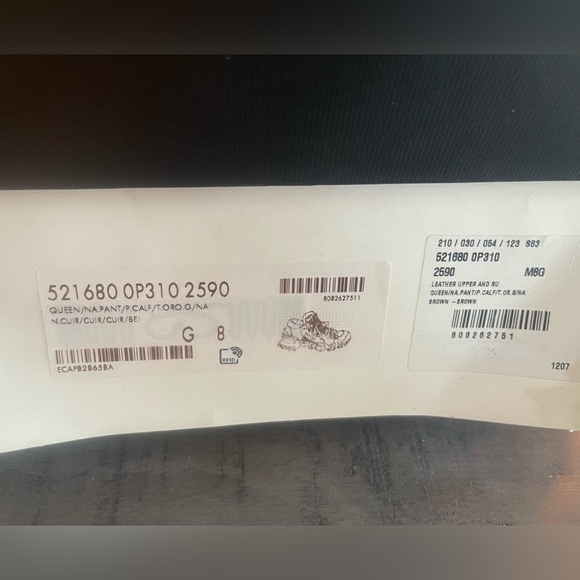 521680 0P310 2590
QUEEN/NA.PANT/P.CALF/T.ORO.G/NA
N.CUIR/CUIR/CUIR/BEI
G 8
ECAPB2B65BA
RFID
8082627511
210 / 030 / 054 / 123 S83
521680 0P310
2590 M8G
LEATHER UPPER AND RU
QUEEN/NA.PANT/P.CALF/T.OR.G/NA
BROWN -BROWN
808262751
1207